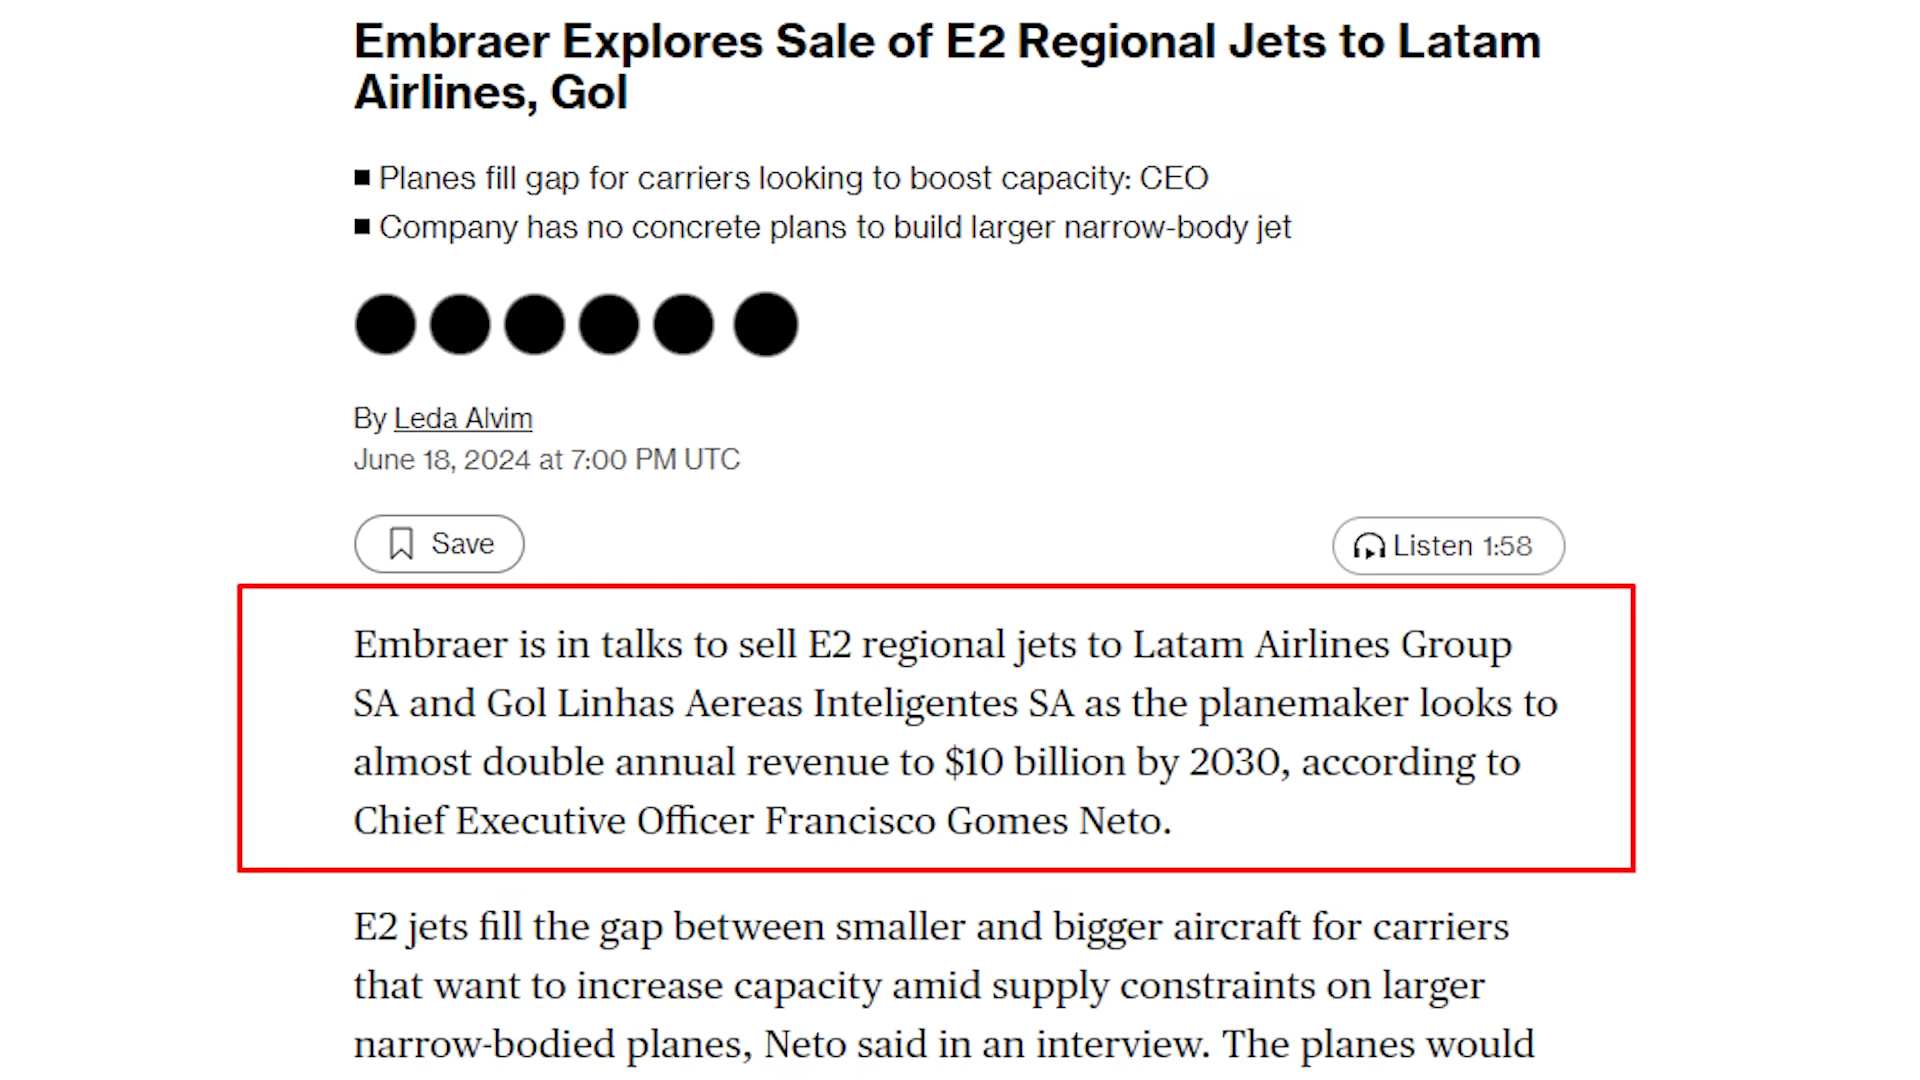 Embraer Explores Sale of E2 Regional Jets to Latam
Airlines, Gol
Planes fill gap for carriers looking to boost capacity: CEO
Company has no concrete plans to build larger narrow-body jet
By Leda Alvim
June 18, 2024 at 7:00 PM UTC
Save
Listen 1:58
Embraer is in talks to sell E2 regional jets to Latam Airlines Group
SA and Gol Linhas Aereas Inteligentes SA as the planemaker looks to
almost double annual revenue to $10 billion by 2030, according to
Chief Executive Officer Francisco Gomes Neto.
E2 jets fill the gap between smaller and bigger aircraft for carriers
that want to increase capacity amid supply constraints on larger
narrow-bodied planes, Neto said in an interview. The planes would